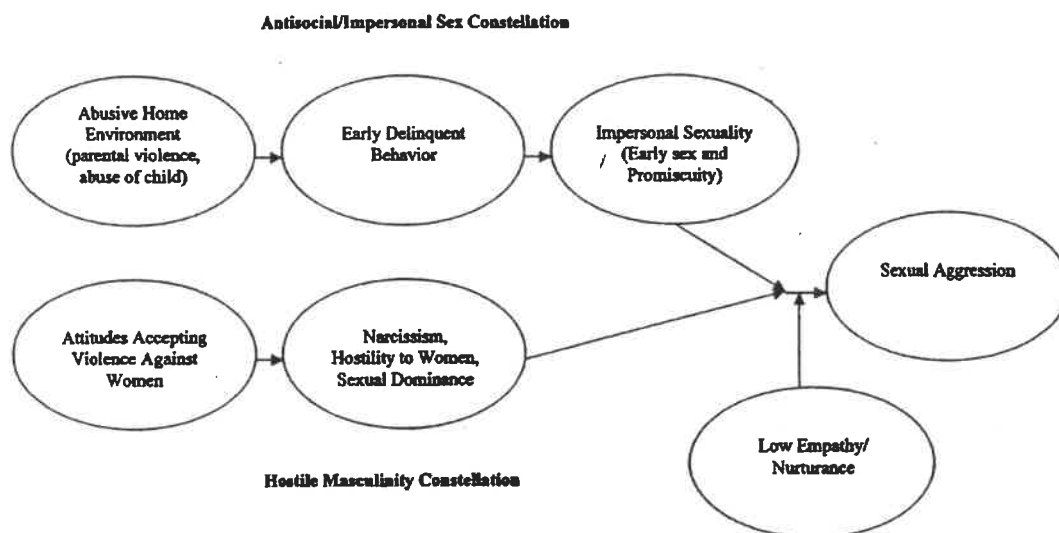 Antisocial/Impersonal Sex Constellation
Abusive Home
Environment
(parental violence,
abuse of child)
Early Delinquent
Behavior
Impersonal Sexuality
(Early sex and
Promiscuity)
Sexual Aggression
Attitudes Accepting
Violence Against
Women
Narcissism,
Hostility to Women,
Sexual Dominance
Low Empathy/
Nurturance
Hostile Masculinity Constellation